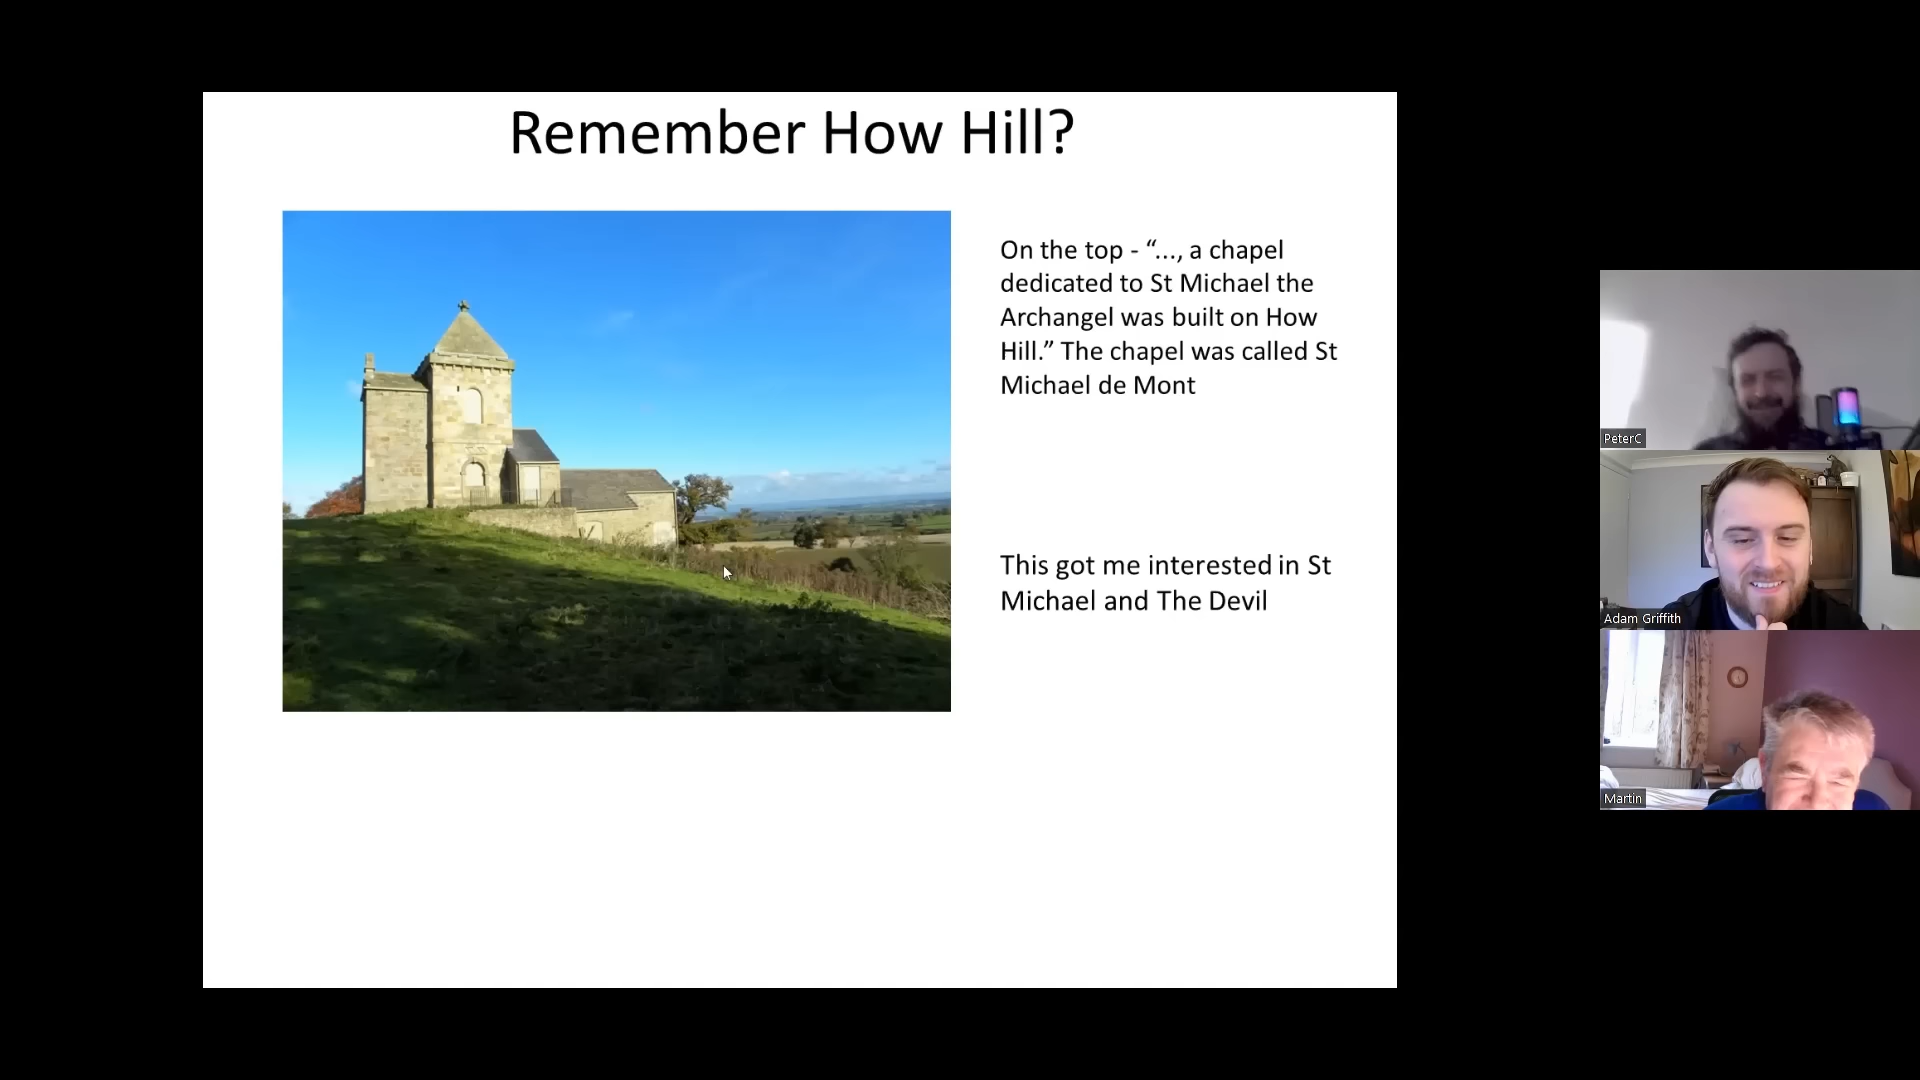 Remember How Hill?
On the top - “..., a chapel
dedicated to St Michael the
Archangel was built on How
Hill.” The chapel was called St
Michael de Mont
This got me interested in St
Michael and The Devil
PeterC
Adam Griffith
Martin